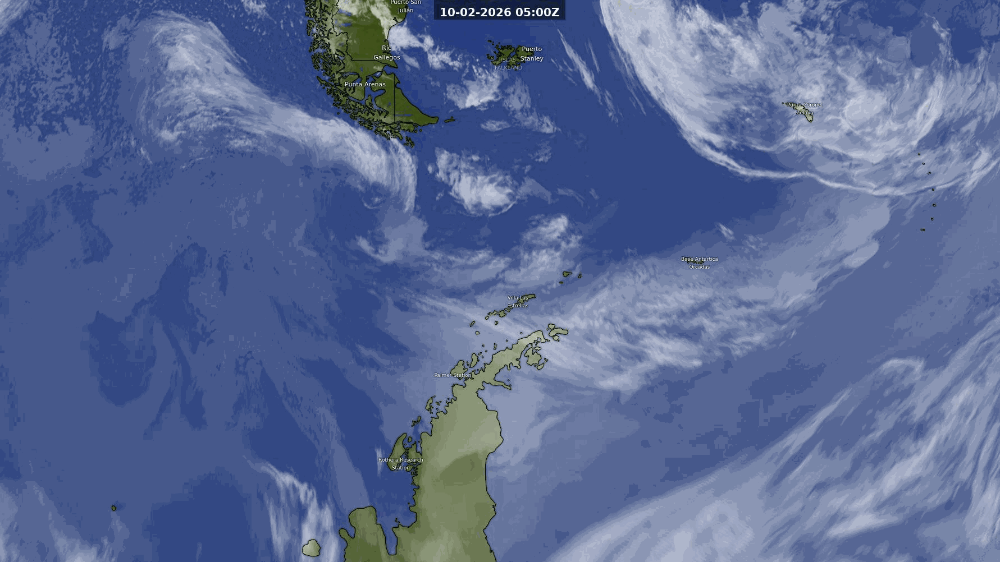 Puerto San
Julián
10-02-2026 05:00Z
Río
Gallegos
Puerto
Stanley
ISLAS
FALKLAND
Punta Arenas
Punta Coronel
Zelaya
Base Antartica
Orcadas
Villa Las
Estrellas
Palmer Station
Rothera Research
Station